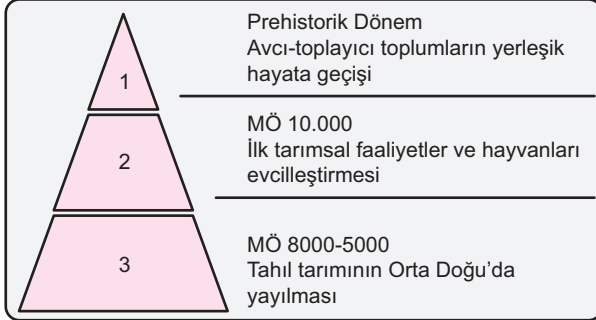 1
Prehistorik Dönem
Avcı-toplayıcı toplumların yerleşik
hayata geçişi
2
MÖ 10.000
İlk tarımsal faaliyetler ve hayvanları
evcilleştirmesi
3
MÖ 8000-5000
Tahıl tarımının Orta Doğu’da
yayılması